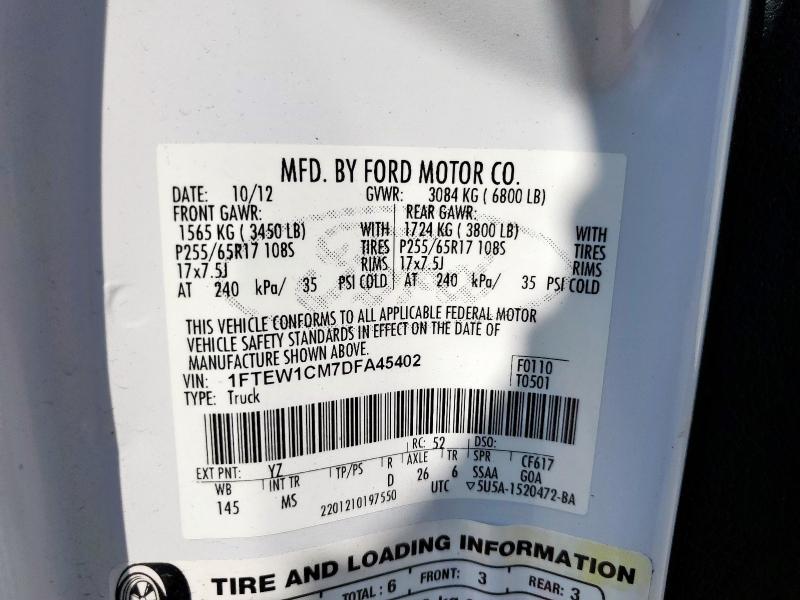 MFD. BY FORD MOTOR CO.
DATE: 10/12 GVWR: 3084 KG ( 6800 LB)
FRONT GAWR: REAR GAWR:
1565 KG ( 3450 LB) WITH 1724 KG ( 3800 LB) WITH
P255/65R17 108S TIRES P255/65R17 108S TIRES
17x7.5J RIMS 17x7.5J RIMS
AT 240 kPa/ 35 PSI COLD AT 240 kPa/ 35 PSI COLD
THIS VEHICLE CONFORMS TO ALL APPLICABLE FEDERAL MOTOR
VEHICLE SAFETY STANDARDS IN EFFECT ON THE DATE OF
MANUFACTURE SHOWN ABOVE.
VIN: 1FTEW1CM7DFA45402 F0110
TYPE: Truck T0501
RC: 52 DSO:
EXT PNT: YZ R AXLE TR SPR CF617
WB INT TR TP/PS D 26 6 SSAA GOA
145 MS 2201210197550 UTC ▽5U5A-1520472-BA
TIRE AND LOADING INFORMATION
TOTAL: 6 FRONT: 3 REAR: 3